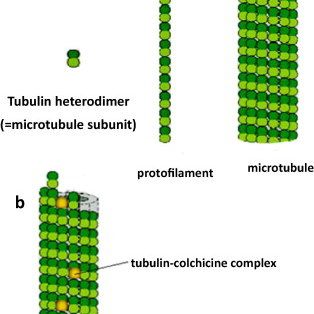 Tubulin heterodimer
(=microtubule subunit)
protofilament
microtubule
b
tubulin-colchicine complex